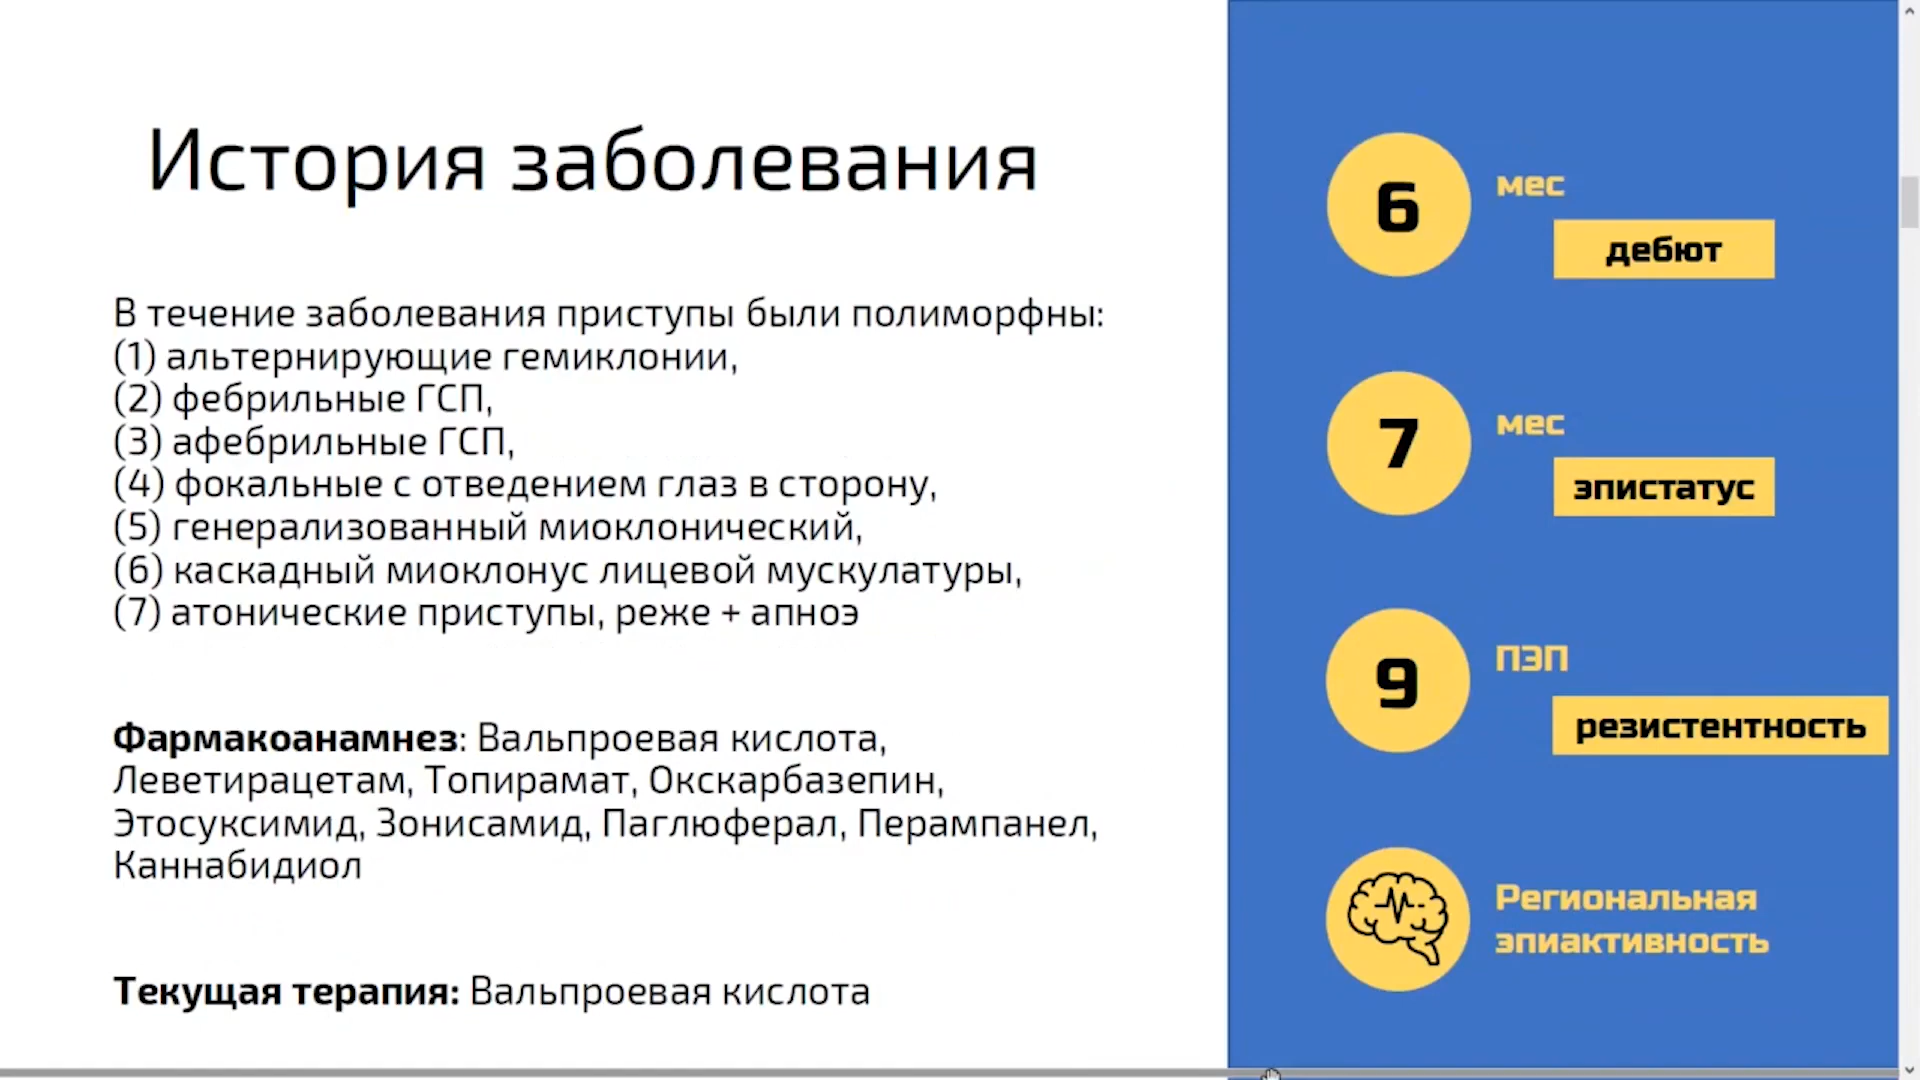 История заболевания
В течение заболевания приступы были полиморфны:
(1) альтернирующие гемиклонии,
(2) фебрильные ГСП,
(3) афебрильные ГСП,
(4) фокальные с отведением глаз в сторону,
(5) генерализованный миоклонический,
(6) каскадный миоклонус лицевой мускулатуры,
(7) атонические приступы, реже + апноэ
Фармакоанамнез: Вальпроевая кислота,
Леветирацетам, Топирамат, Окскарбазепин,
Этосуксимид, Зонисамид, Паглюферал, Перампанел,
Каннабидиол
Текущая терапия: Вальпроевая кислота
6 мес
дебют
7 мес
эпистатус
9 ПЭП
резистентность
Региональная
эпиактивность